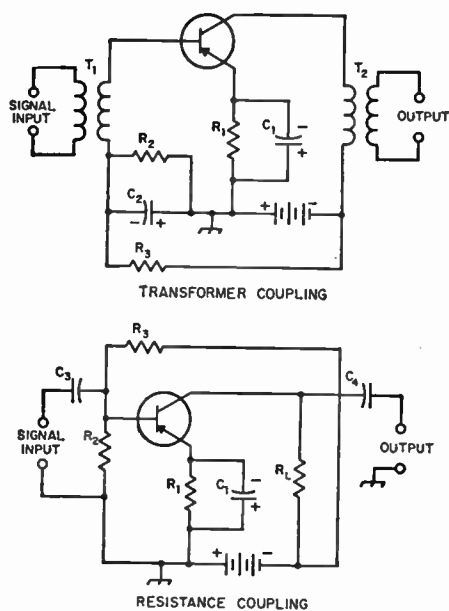 T1
T2
SIGNAL INPUT
R1
C1
−
+
OUTPUT
R2
C2
−
+
+
−
R3
TRANSFORMER COUPLING
R3
C3
C4
SIGNAL INPUT
R2
R1
C1
−
+
RL
OUTPUT
+
−
RESISTANCE COUPLING